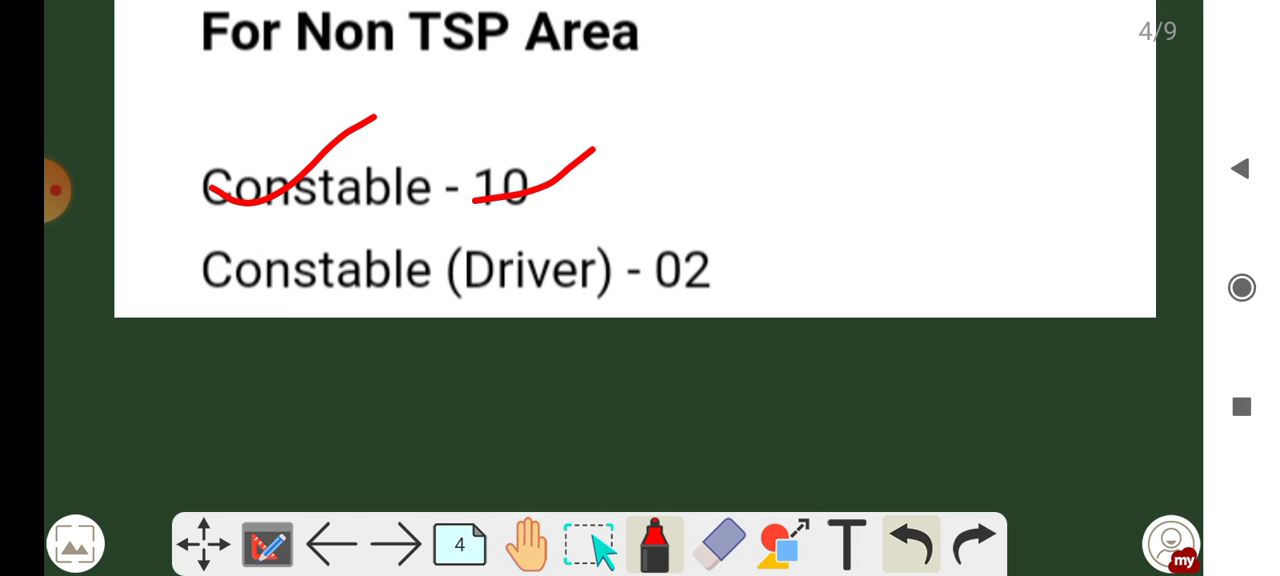 For Non TSP Area
4/9
Constable - 10
Constable (Driver) - 02
4
T
my